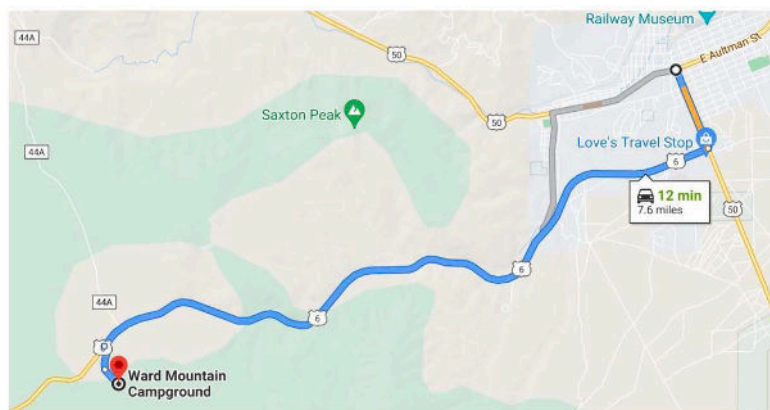 Railway Museum
E Aultman St
44A
50
Saxton Peak
50
Love's Travel Stop
6
12 min
7.6 miles
50
6
44A
6
6
Ward Mountain
Campground